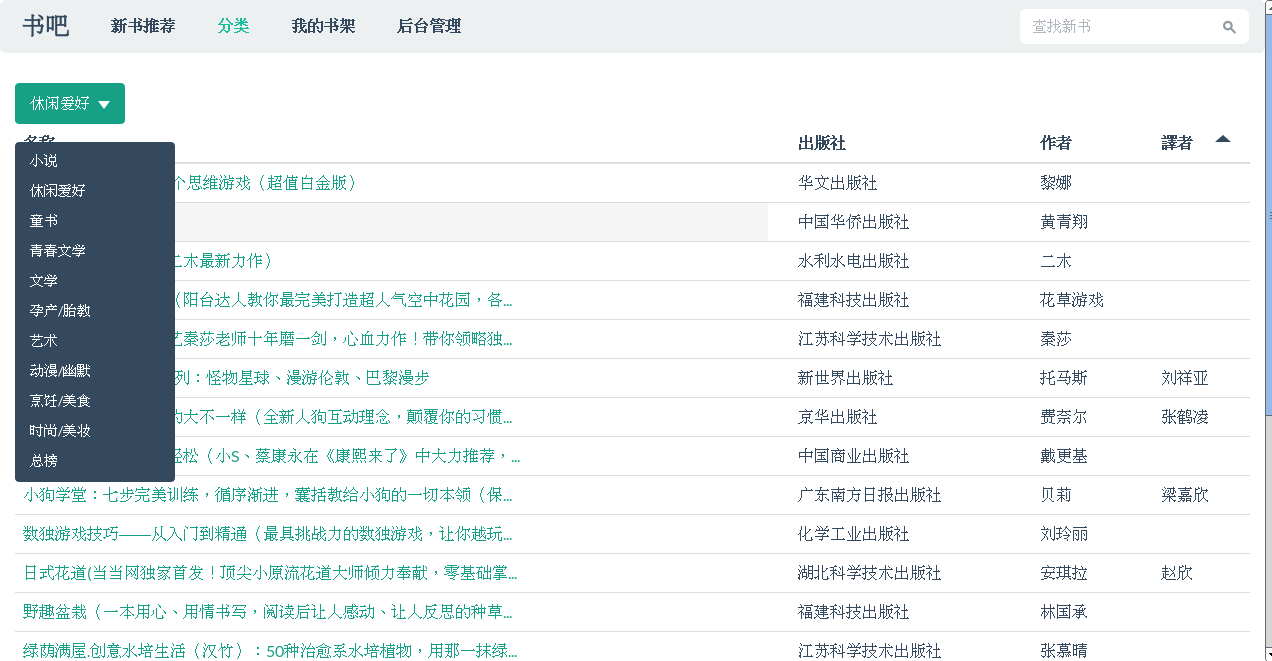 书吧 新书推荐 分类 我的书架 后台管理 查找新书
休闲爱好
名称 出版社 作者 譯者
小说
个思维游戏（超值白金版） 华文出版社 黎娜
休闲爱好
童书 中国华侨出版社 黄青翔
青春文学
二木最新力作） 水利水电出版社 二木
文学
（阳台达人教你最完美打造超人气空中花园，各... 福建科技出版社 花草游戏
孕产/胎教
艺术 艺秦莎老师十年磨一剑，心血力作！带你领略独... 江苏科学技术出版社 秦莎
动漫/幽默 列：怪物星球、漫游伦敦、巴黎漫步 新世界出版社 托马斯 刘祥亚
烹饪/美食
的大不一样（全新人狗互动理念，颠覆你的习惯... 京华出版社 费奈尔 张鹤凌
时尚/美妆
轻松（小S、蔡康永在《康熙来了》中大力推荐，... 中国商业出版社 戴更基
总榜
小狗学堂：七步完美训练，循序渐进，囊括教给小狗的一切本领（保... 广东南方日报出版社 贝莉 梁嘉欣
数独游戏技巧——从入门到精通（最具挑战力的数独游戏，让你越玩... 化学工业出版社 刘玲丽
日式花道(当当网独家首发！顶尖小原流花道大师倾力奉献，零基础掌... 湖北科学技术出版社 安琪拉 赵欣
野趣盆栽（一本用心、用情书写，阅读后让人感动、让人反思的种草... 福建科技出版社 林国承
绿荫满屋.创意水培生活（汉竹）：50种治愈系水培植物，用那一抹绿... 江苏科学技术出版社 张慕晴